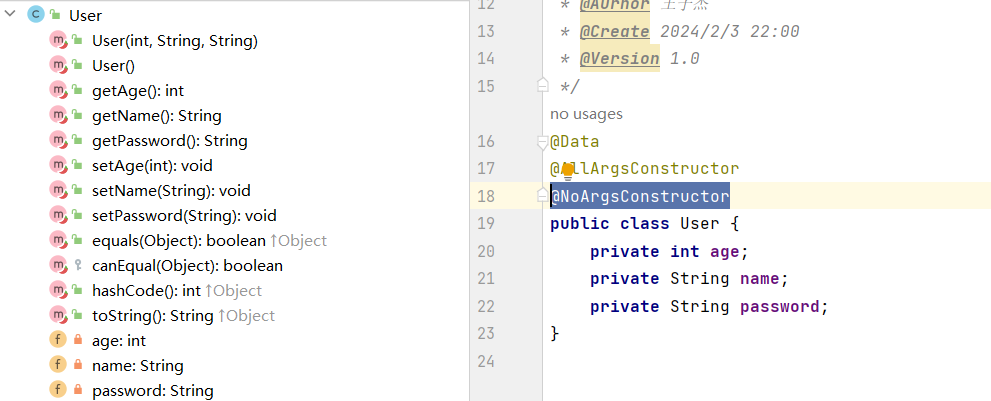 User
User(int, String, String)
User()
getAge(): int
getName(): String
getPassword(): String
setAge(int): void
setName(String): void
setPassword(String): void
equals(Object): boolean ↑Object
canEqual(Object): boolean
hashCode(): int ↑Object
toString(): String ↑Object
age: int
name: String
password: String
12 * @AUrhor 王子杰
13 * @Create 2024/2/3 22:00
14 * @Version 1.0
15 */
no usages
16 @Data
17 @AllArgsConstructor
18 @NoArgsConstructor
19 public class User {
20 private int age;
21 private String name;
22 private String password;
23 }
24